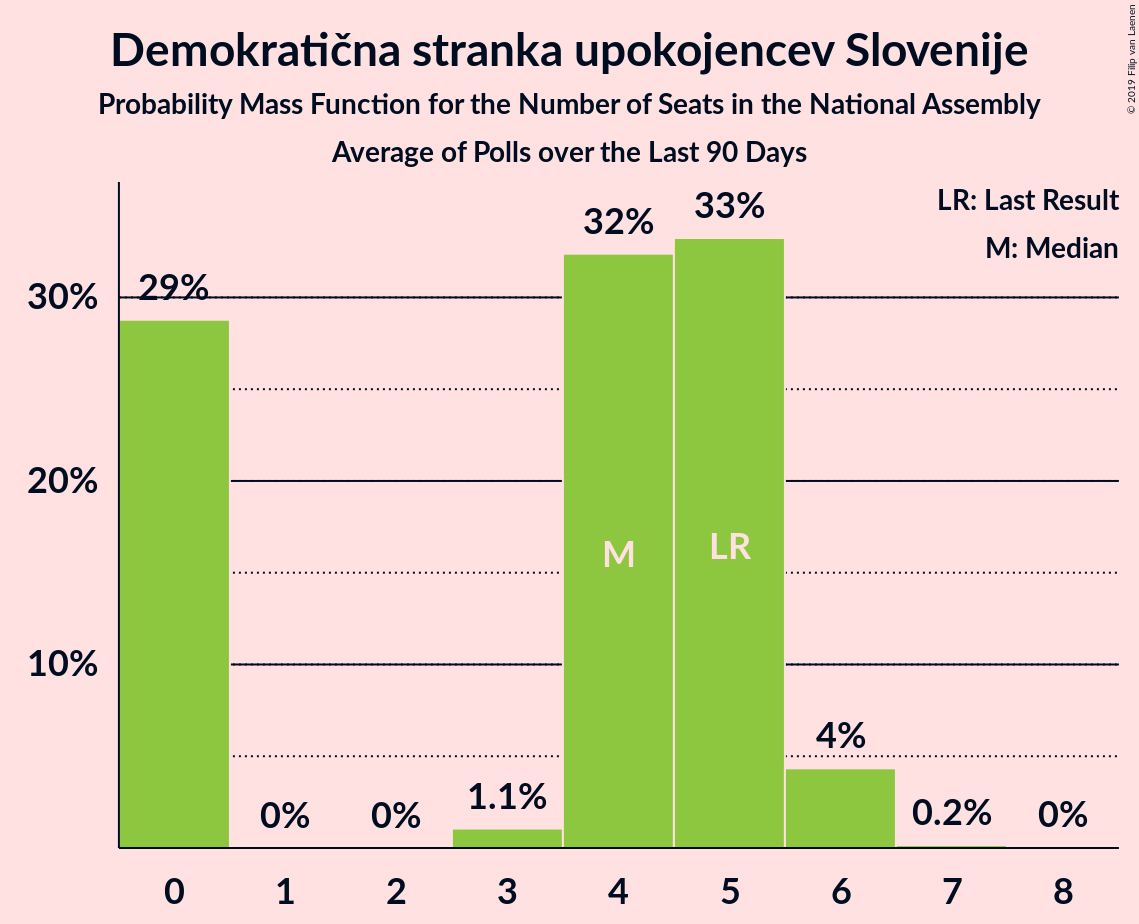 Demokratična stranka upokojencev Slovenije
Probability Mass Function for the Number of Seats in the National Assembly
Average of Polls over the Last 90 Days
© 2019 Filip van Laenen
LR: Last Result
M: Median
30%
20%
10%
29%
0%
0%
1.1%
32%
33%
4%
0.2%
0%
M
LR
0 1 2 3 4 5 6 7 8